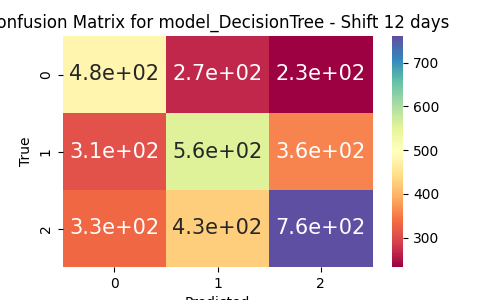 onfusion Matrix for model_DecisionTree - Shift 12 days
0 4.8e+02 2.7e+02 2.3e+02
1 3.1e+02 5.6e+02 3.6e+02
2 3.3e+02 4.3e+02 7.6e+02
True
0 1 2
Predicted
700
600
500
400
300